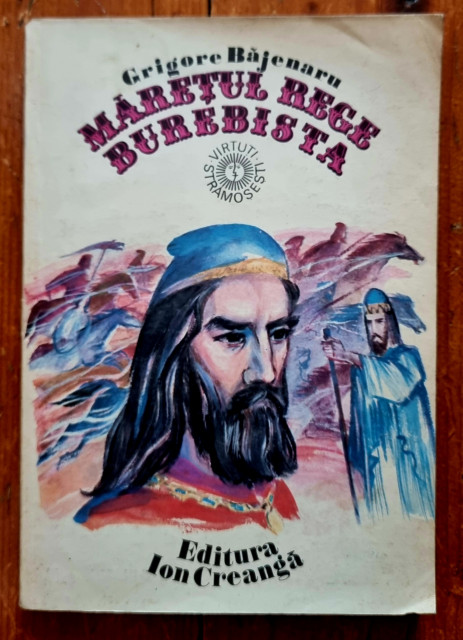 Grigore Băjenaru
MĂREȚUL REGE
BUREBISTA
VIRTUȚI · STRĂMOȘEȘTI
Editura
Ion Creangă